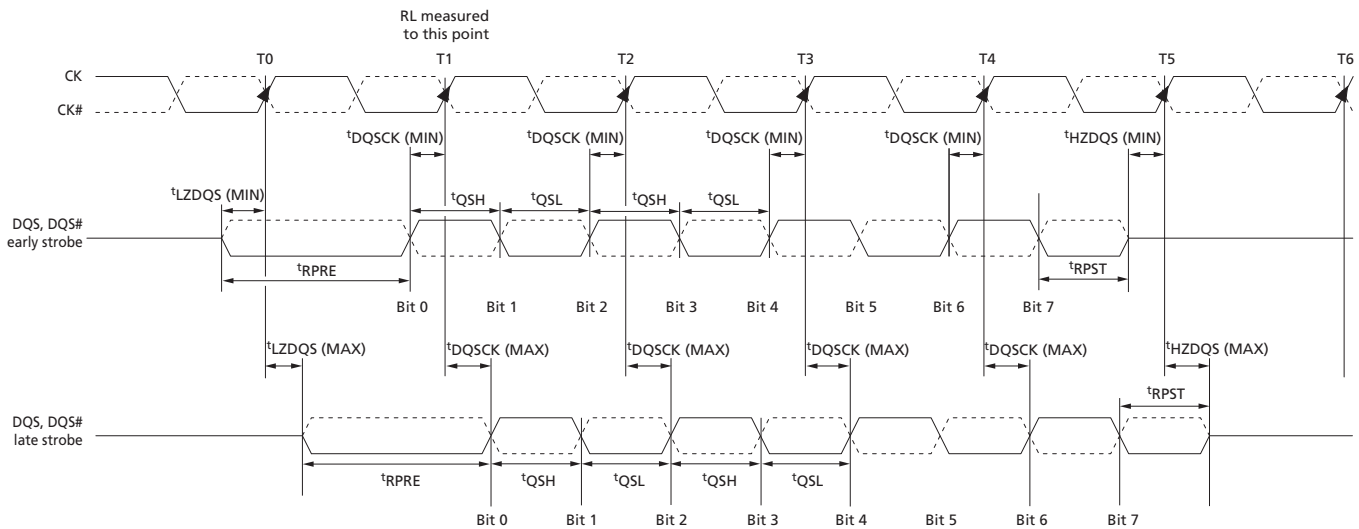 RL measured
to this point
T0 T1 T2 T3 T4 T5 T6
CK
CK#
tDQSCK (MIN) tDQSCK (MIN) tDQSCK (MIN) tDQSCK (MIN) tHZDQS (MIN)
tLZDQS (MIN)
tQSH tQSL tQSH tQSL
DQS, DQS#
early strobe
tRPRE tRPST
Bit 0 Bit 1 Bit 2 Bit 3 Bit 4 Bit 5 Bit 6 Bit 7
tLZDQS (MAX) tDQSCK (MAX) tDQSCK (MAX) tDQSCK (MAX) tDQSCK (MAX) tHZDQS (MAX)
tRPST
DQS, DQS#
late strobe
tRPRE tQSH tQSL tQSH tQSL
Bit 0 Bit 1 Bit 2 Bit 3 Bit 4 Bit 5 Bit 6 Bit 7